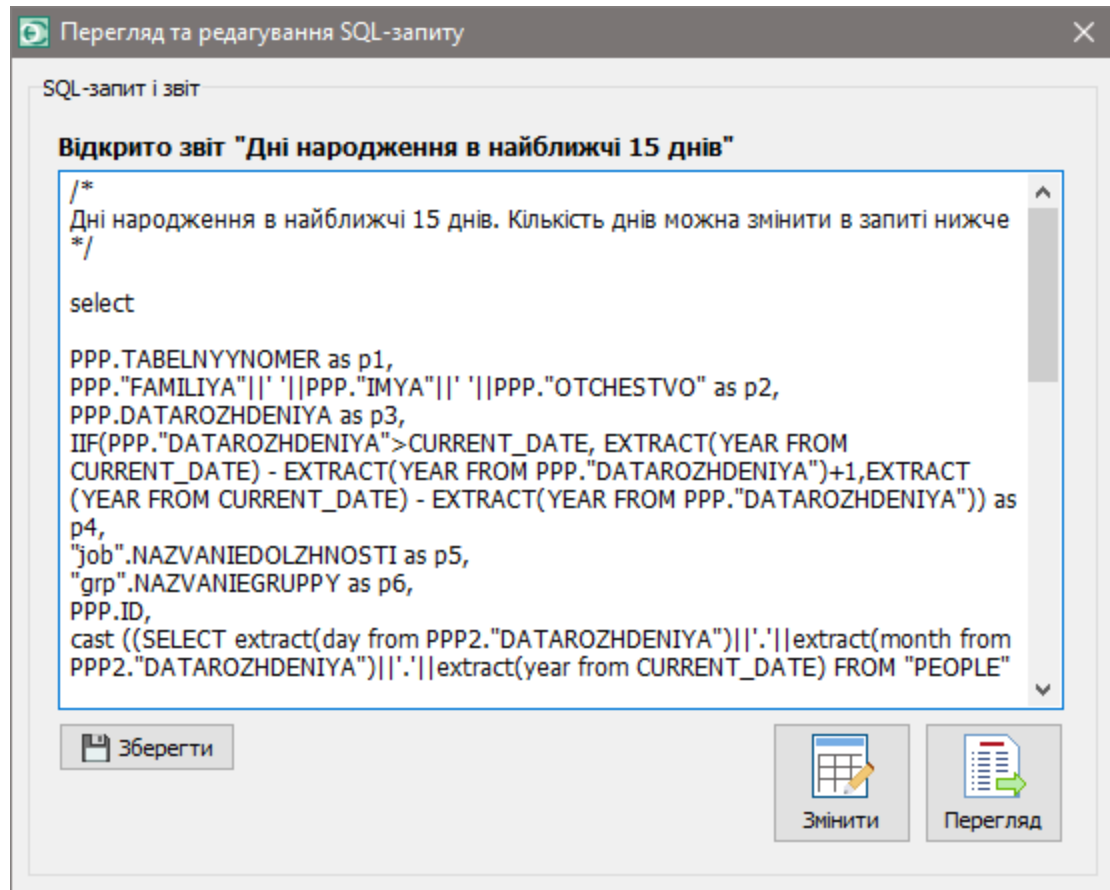 Перегляд та редагування SQL-запиту
SQL-запит і звіт
Відкрито звіт "Дні народження в найближчі 15 днів"
/*
Дні народження в найближчі 15 днів. Кількість днів можна змінити в запиті нижче
*/
select
PPP.TABELNYYNOMER as p1,
PPP."FAMILIYA"||' '||PPP."IMYA"||' '||PPP."OTCHESTVO" as p2,
PPP.DATAROZHDENIYA as p3,
IIF(PPP."DATAROZHDENIYA">CURRENT_DATE, EXTRACT(YEAR FROM
CURRENT_DATE) - EXTRACT(YEAR FROM PPP."DATAROZHDENIYA")+1,EXTRACT
(YEAR FROM CURRENT_DATE) - EXTRACT(YEAR FROM PPP."DATAROZHDENIYA")) as
p4,
"job".NAZVANIEDOLZHNOSTI as p5,
"grp".NAZVANIEGRUPPY as p6,
PPP.ID,
cast ((SELECT extract(day from PPP2."DATAROZHDENIYA")||'.'||extract(month from
PPP2."DATAROZHDENIYA")||'.'||extract(year from CURRENT_DATE) FROM "PEOPLE"
Зберегти
Змінити
Перегляд